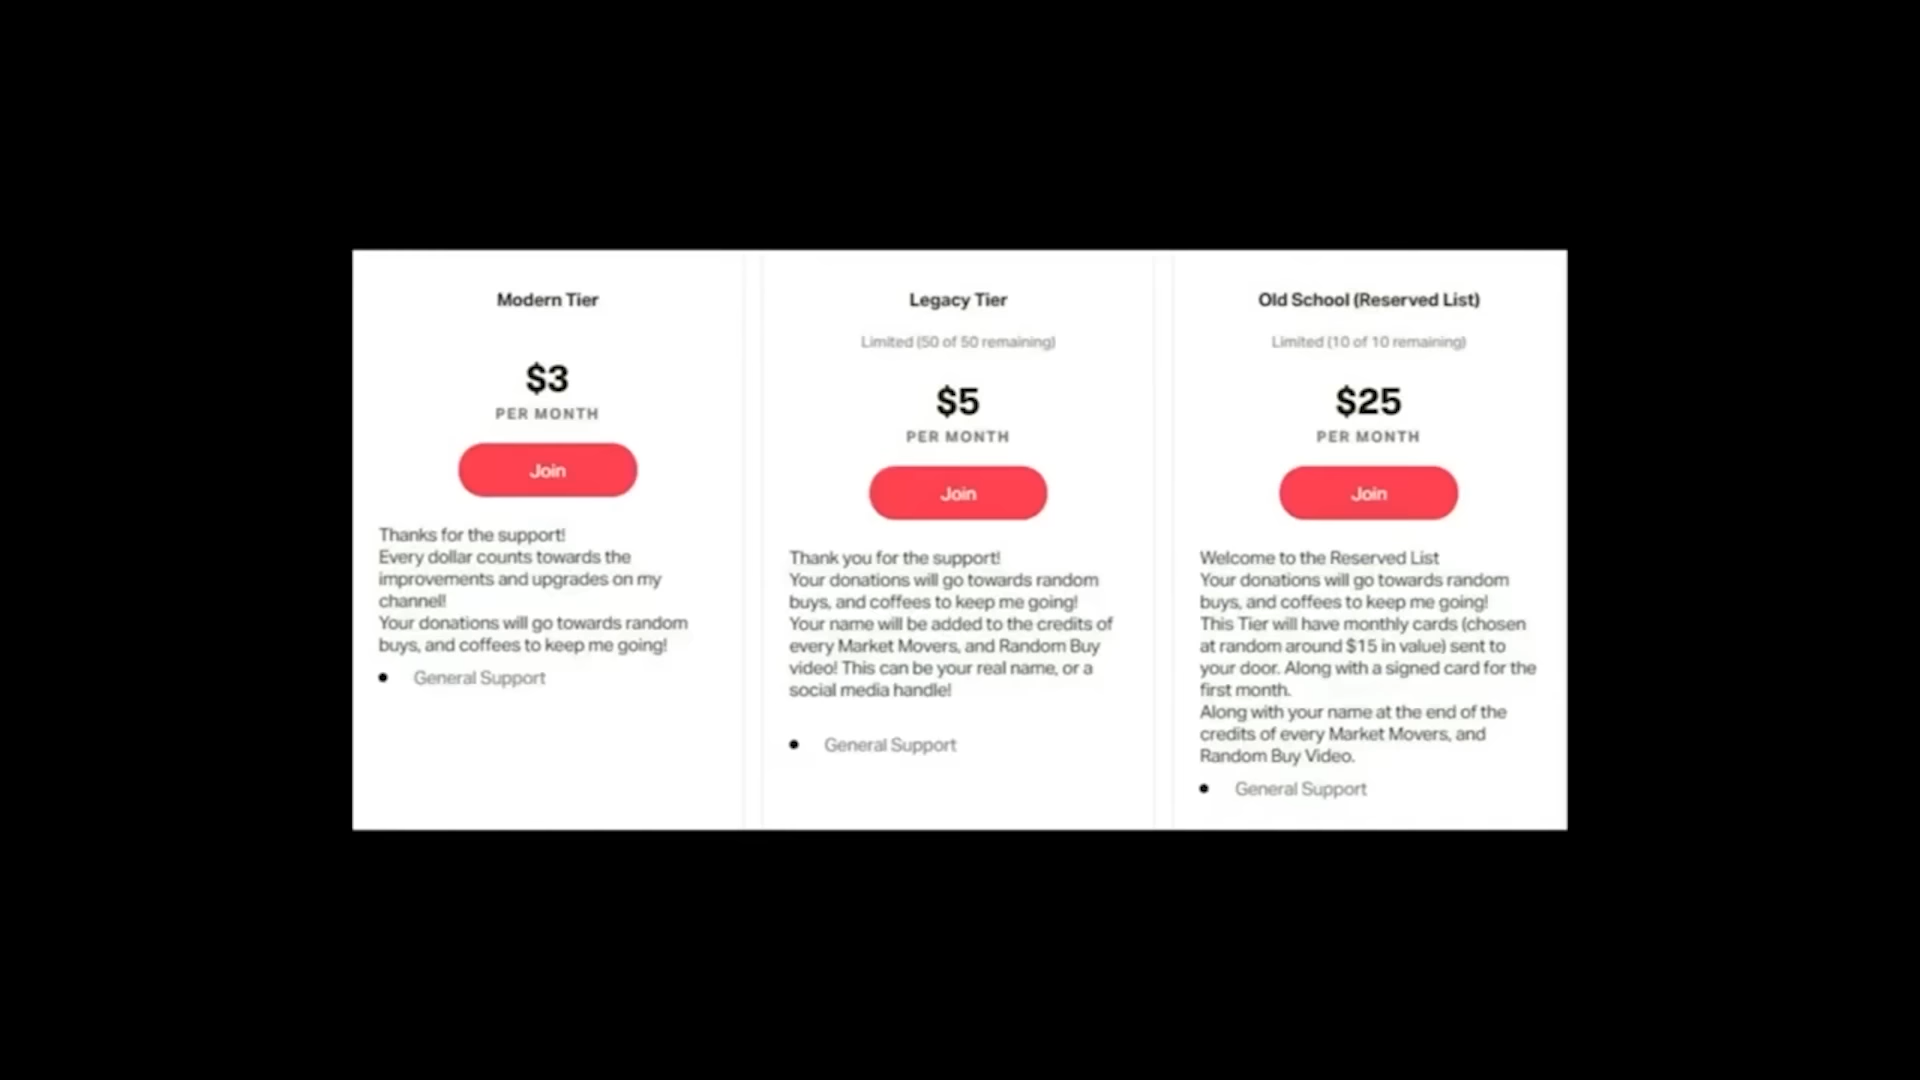 Modern Tier
$3
PER MONTH
Join
Thanks for the support!
Every dollar counts towards the
improvements and upgrades on my
channel!
Your donations will go towards random
buys, and coffees to keep me going!
General Support
Legacy Tier
Limited (50 of 50 remaining)
$5
PER MONTH
Join
Thank you for the support!
Your donations will go towards random
buys, and coffees to keep me going!
Your name will be added to the credits of
every Market Movers, and Random Buy
video! This can be your real name, or a
social media handle!
General Support
Old School (Reserved List)
Limited (10 of 10 remaining)
$25
PER MONTH
Join
Welcome to the Reserved List
Your donations will go towards random
buys, and coffees to keep me going!
This Tier will have monthly cards (chosen
at random around $15 in value) sent to
your door. Along with a signed card for the
first month.
Along with your name at the end of the
credits of every Market Movers, and
Random Buy Video.
General Support